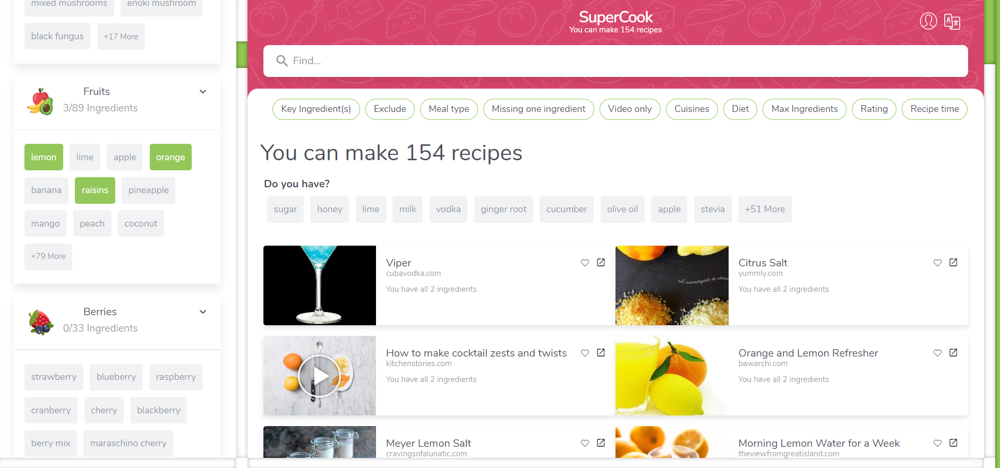 mixed mushrooms
enoki mushroom
black fungus
+17 More
Fruits
3/89 Ingredients
lemon
lime
apple
orange
banana
raisins
pineapple
mango
peach
coconut
+79 More
Berries
0/33 Ingredients
strawberry
blueberry
raspberry
cranberry
cherry
blackberry
berry mix
maraschino cherry
SuperCook
You can make 154 recipes
Find...
Key Ingredient(s)
Exclude
Meal type
Missing one ingredient
Video only
Cuisines
Diet
Max Ingredients
Rating
Recipe time
You can make 154 recipes
Do you have?
sugar
honey
lime
milk
vodka
ginger root
cucumber
olive oil
apple
stevia
+51 More
Viper
cubavodka.com
You have all 2 ingredients
sal aromatizado de citrinos
Citrus Salt
yummly.com
You have all 2 ingredients
How to make cocktail zests and twists
kitchenstories.com
You have all 2 ingredients
Orange and Lemon Refresher
bawarchi.com
You have all 2 ingredients
Meyer Lemon Salt
cravingsofalunatic.com
Morning Lemon Water for a Week
theviewfromgreatisland.com